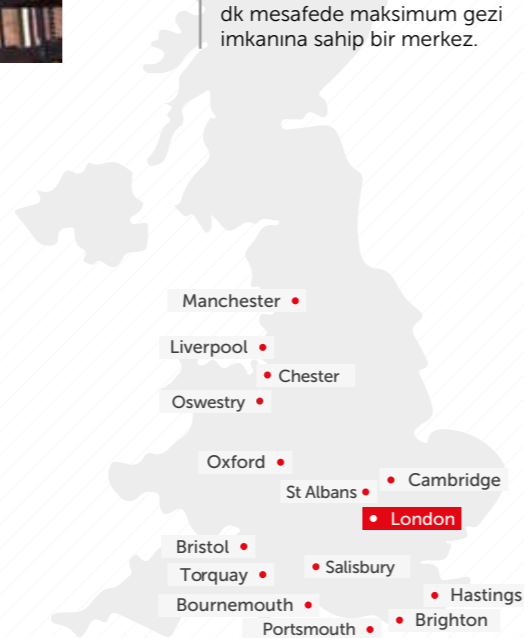 dk mesafede maksimum gezi
imkanına sahip bir merkez.
Manchester
Liverpool
Chester
Oswestry
Oxford
Cambridge
St Albans
London
Bristol
Salisbury
Torquay
Hastings
Bournemouth
Brighton
Portsmouth